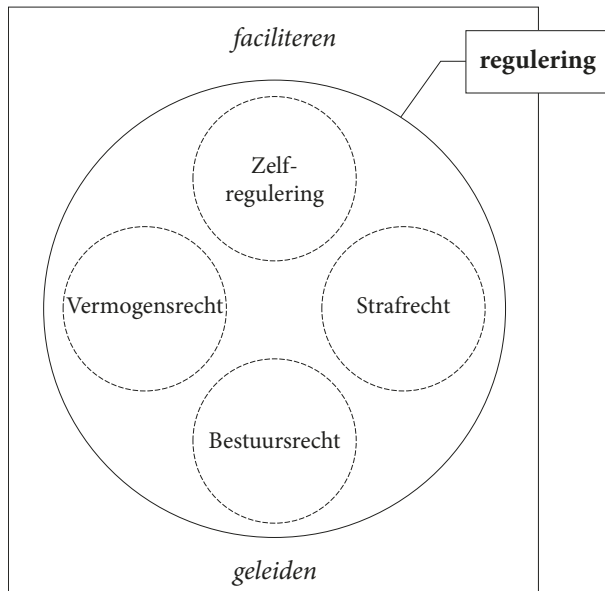 faciliteren
regulering
Zelf-
regulering
Vermogensrecht
Strafrecht
Bestuursrecht
geleiden